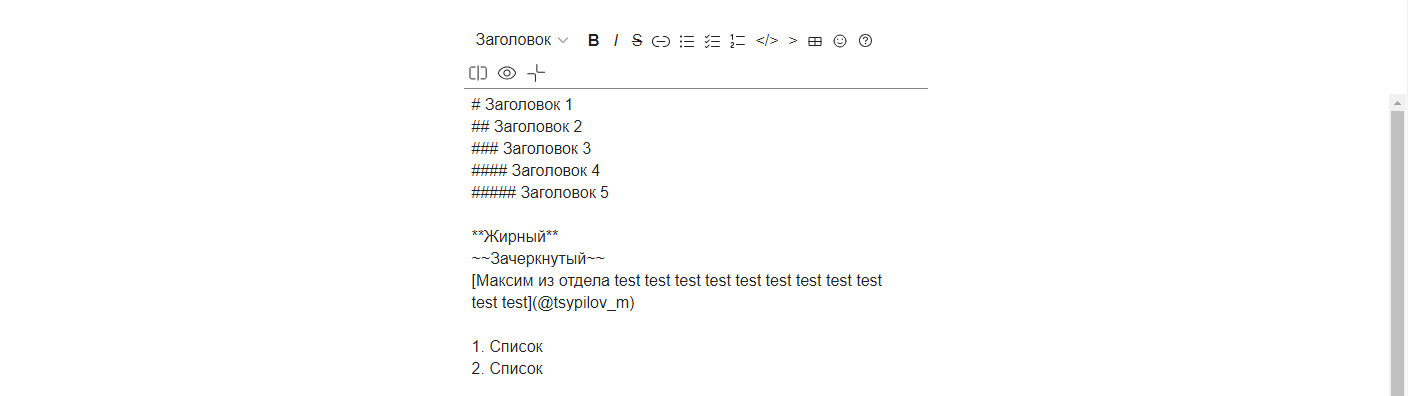 Заголовок B I S </> >
# Заголовок 1
## Заголовок 2
### Заголовок 3
#### Заголовок 4
##### Заголовок 5
**Жирный**
~~Зачеркнутый~~
[Максим из отдела test test test test test test test test test
test test](@tsypilov_m)
1. Список
2. Список